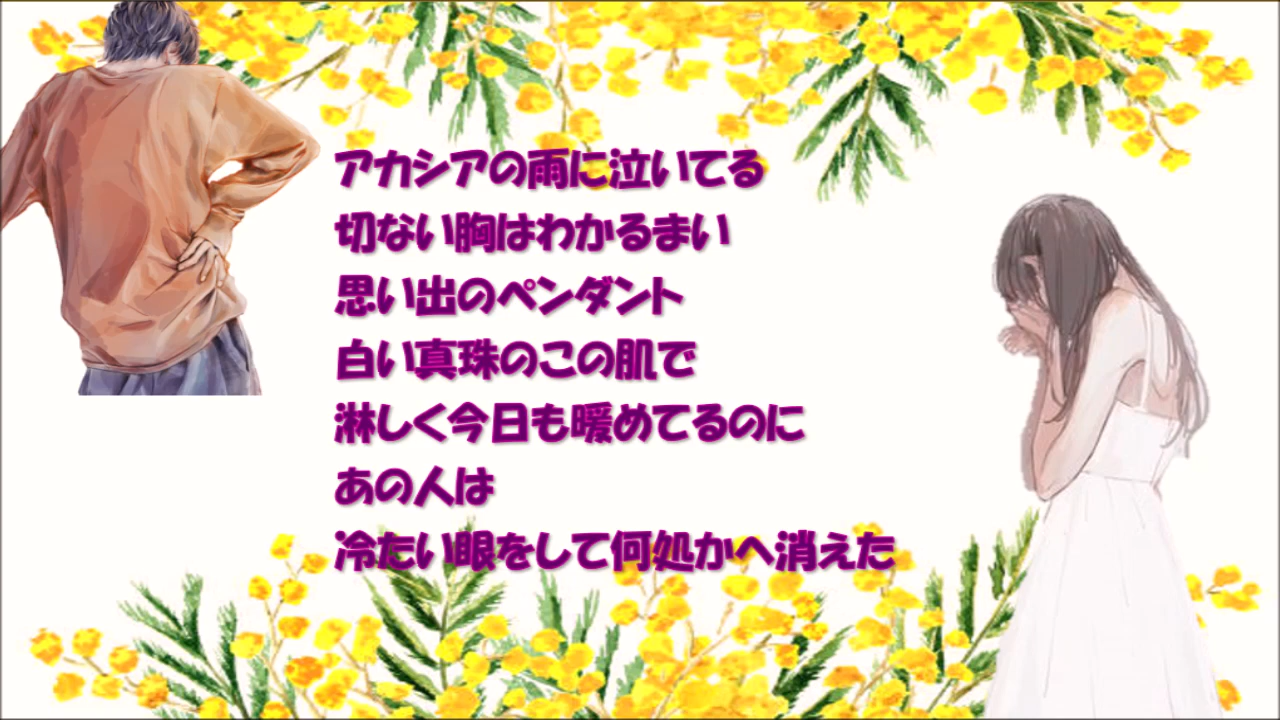 アカシアの雨に泣いてる
切ない胸はわかるまい
思い出のペンダント
白い真珠のこの肌で
淋しく今日も暖めてるのに
あの人は
冷たい眼をして何処かへ消えた